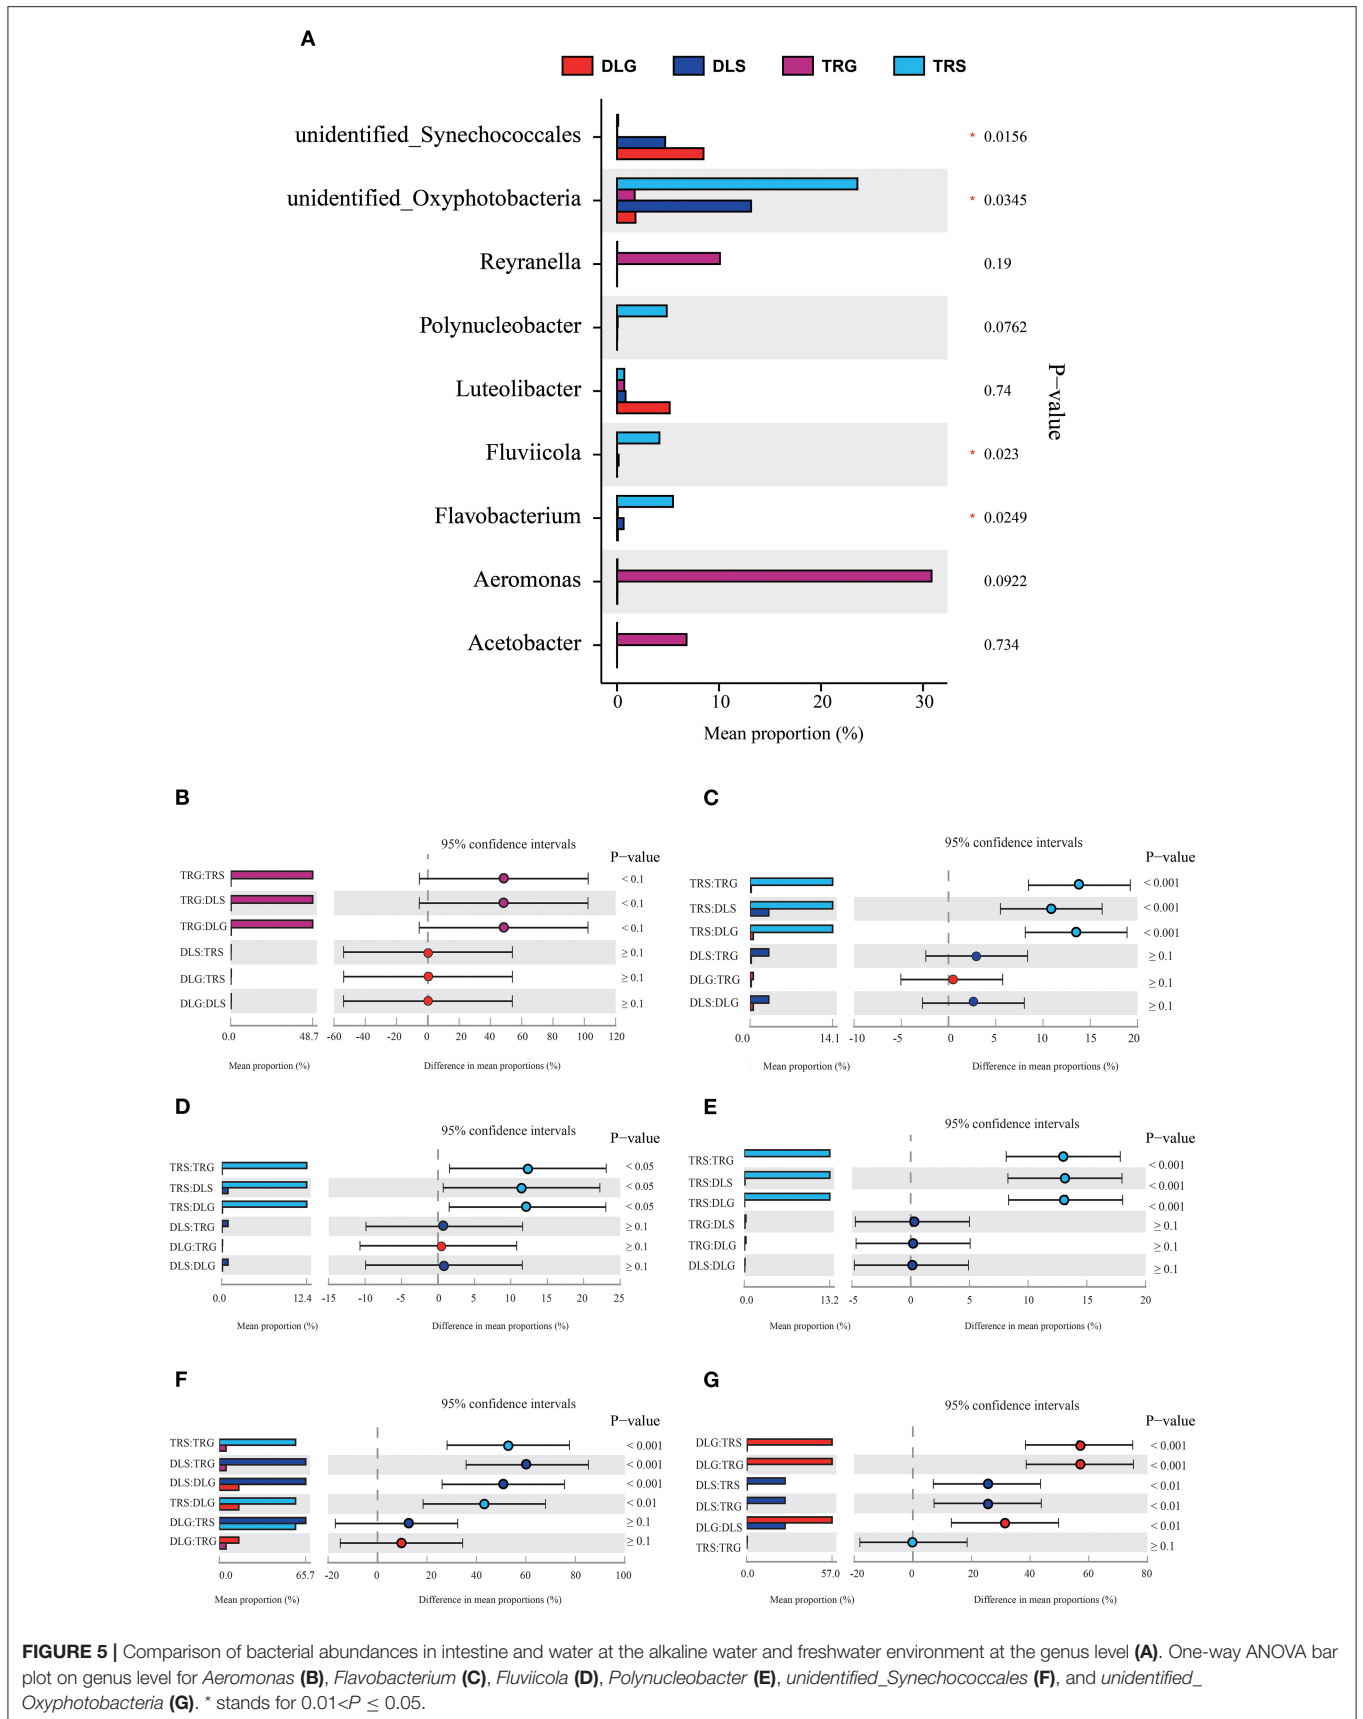 A
DLG DLS TRG TRS
unidentified_Synechococcales * 0.0156
unidentified_Oxyphotobacteria * 0.0345
Reyranella 0.19
Polynucleobacter 0.0762
Luteolibacter 0.74
Fluviicola * 0.023
Flavobacterium * 0.0249
Aeromonas 0.0922
Acetobacter 0.734
P−value
0 10 20 30
Mean proportion (%)
B
95% confidence intervals
P−value
TRG:TRS < 0.1
TRG:DLS < 0.1
TRG:DLG < 0.1
DLS:TRS ≥ 0.1
DLG:TRS ≥ 0.1
DLG:DLS ≥ 0.1
0.0 48.7 -60 -40 -20 0 20 40 60 80 100 120
Mean proportion (%) Difference in mean proportions (%)
C
95% confidence intervals
P−value
TRS:TRG < 0.001
TRS:DLS < 0.001
TRS:DLG < 0.001
DLS:TRG ≥ 0.1
DLG:TRG ≥ 0.1
DLS:DLG ≥ 0.1
0.0 14.1 -10 -5 0 5 10 15 20
Mean proportion (%) Difference in mean proportions (%)
D
95% confidence intervals
P−value
TRS:TRG < 0.05
TRS:DLS < 0.05
TRS:DLG < 0.05
DLS:TRG ≥ 0.1
DLG:TRG ≥ 0.1
DLS:DLG ≥ 0.1
0.0 12.4 -15 -10 -5 0 5 10 15 20 25
Mean proportion (%) Difference in mean proportions (%)
E
95% confidence intervals
P−value
TRS:TRG < 0.001
TRS:DLS < 0.001
TRS:DLG < 0.001
TRG:DLS ≥ 0.1
TRG:DLG ≥ 0.1
DLS:DLG ≥ 0.1
0.0 13.2 -5 0 5 10 15 20
Mean proportion (%) Difference in mean proportions (%)
F
95% confidence intervals
P−value
TRS:TRG < 0.001
DLS:TRG < 0.001
DLS:DLG < 0.001
TRS:DLG < 0.01
DLG:TRS ≥ 0.1
DLG:TRG ≥ 0.1
0.0 65.7 -20 0 20 40 60 80 100
Mean proportion (%) Difference in mean proportions (%)
G
95% confidence intervals
P−value
DLG:TRS < 0.001
DLG:TRG < 0.001
DLS:TRS < 0.01
DLS:TRG < 0.01
DLG:DLS < 0.01
TRS:TRG ≥ 0.1
0.0 57.0 -20 0 20 40 60 80
Mean proportion (%) Difference in mean proportions (%)
FIGURE 5 | Comparison of bacterial abundances in intestine and water at the alkaline water and freshwater environment at the genus level (A). One-way ANOVA bar
plot on genus level for Aeromonas (B), Flavobacterium (C), Fluviicola (D), Polynucleobacter (E), unidentified_Synechococcales (F), and unidentified_
Oxyphotobacteria (G). * stands for 0.01<P ≤ 0.05.